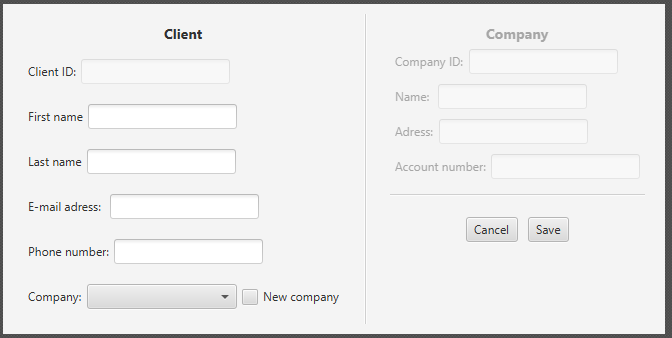 Client
Client ID:
First name
Last name
E-mail adress:
Phone number:
Company:
New company
Company
Company ID:
Name:
Adress:
Account number:
Cancel
Save